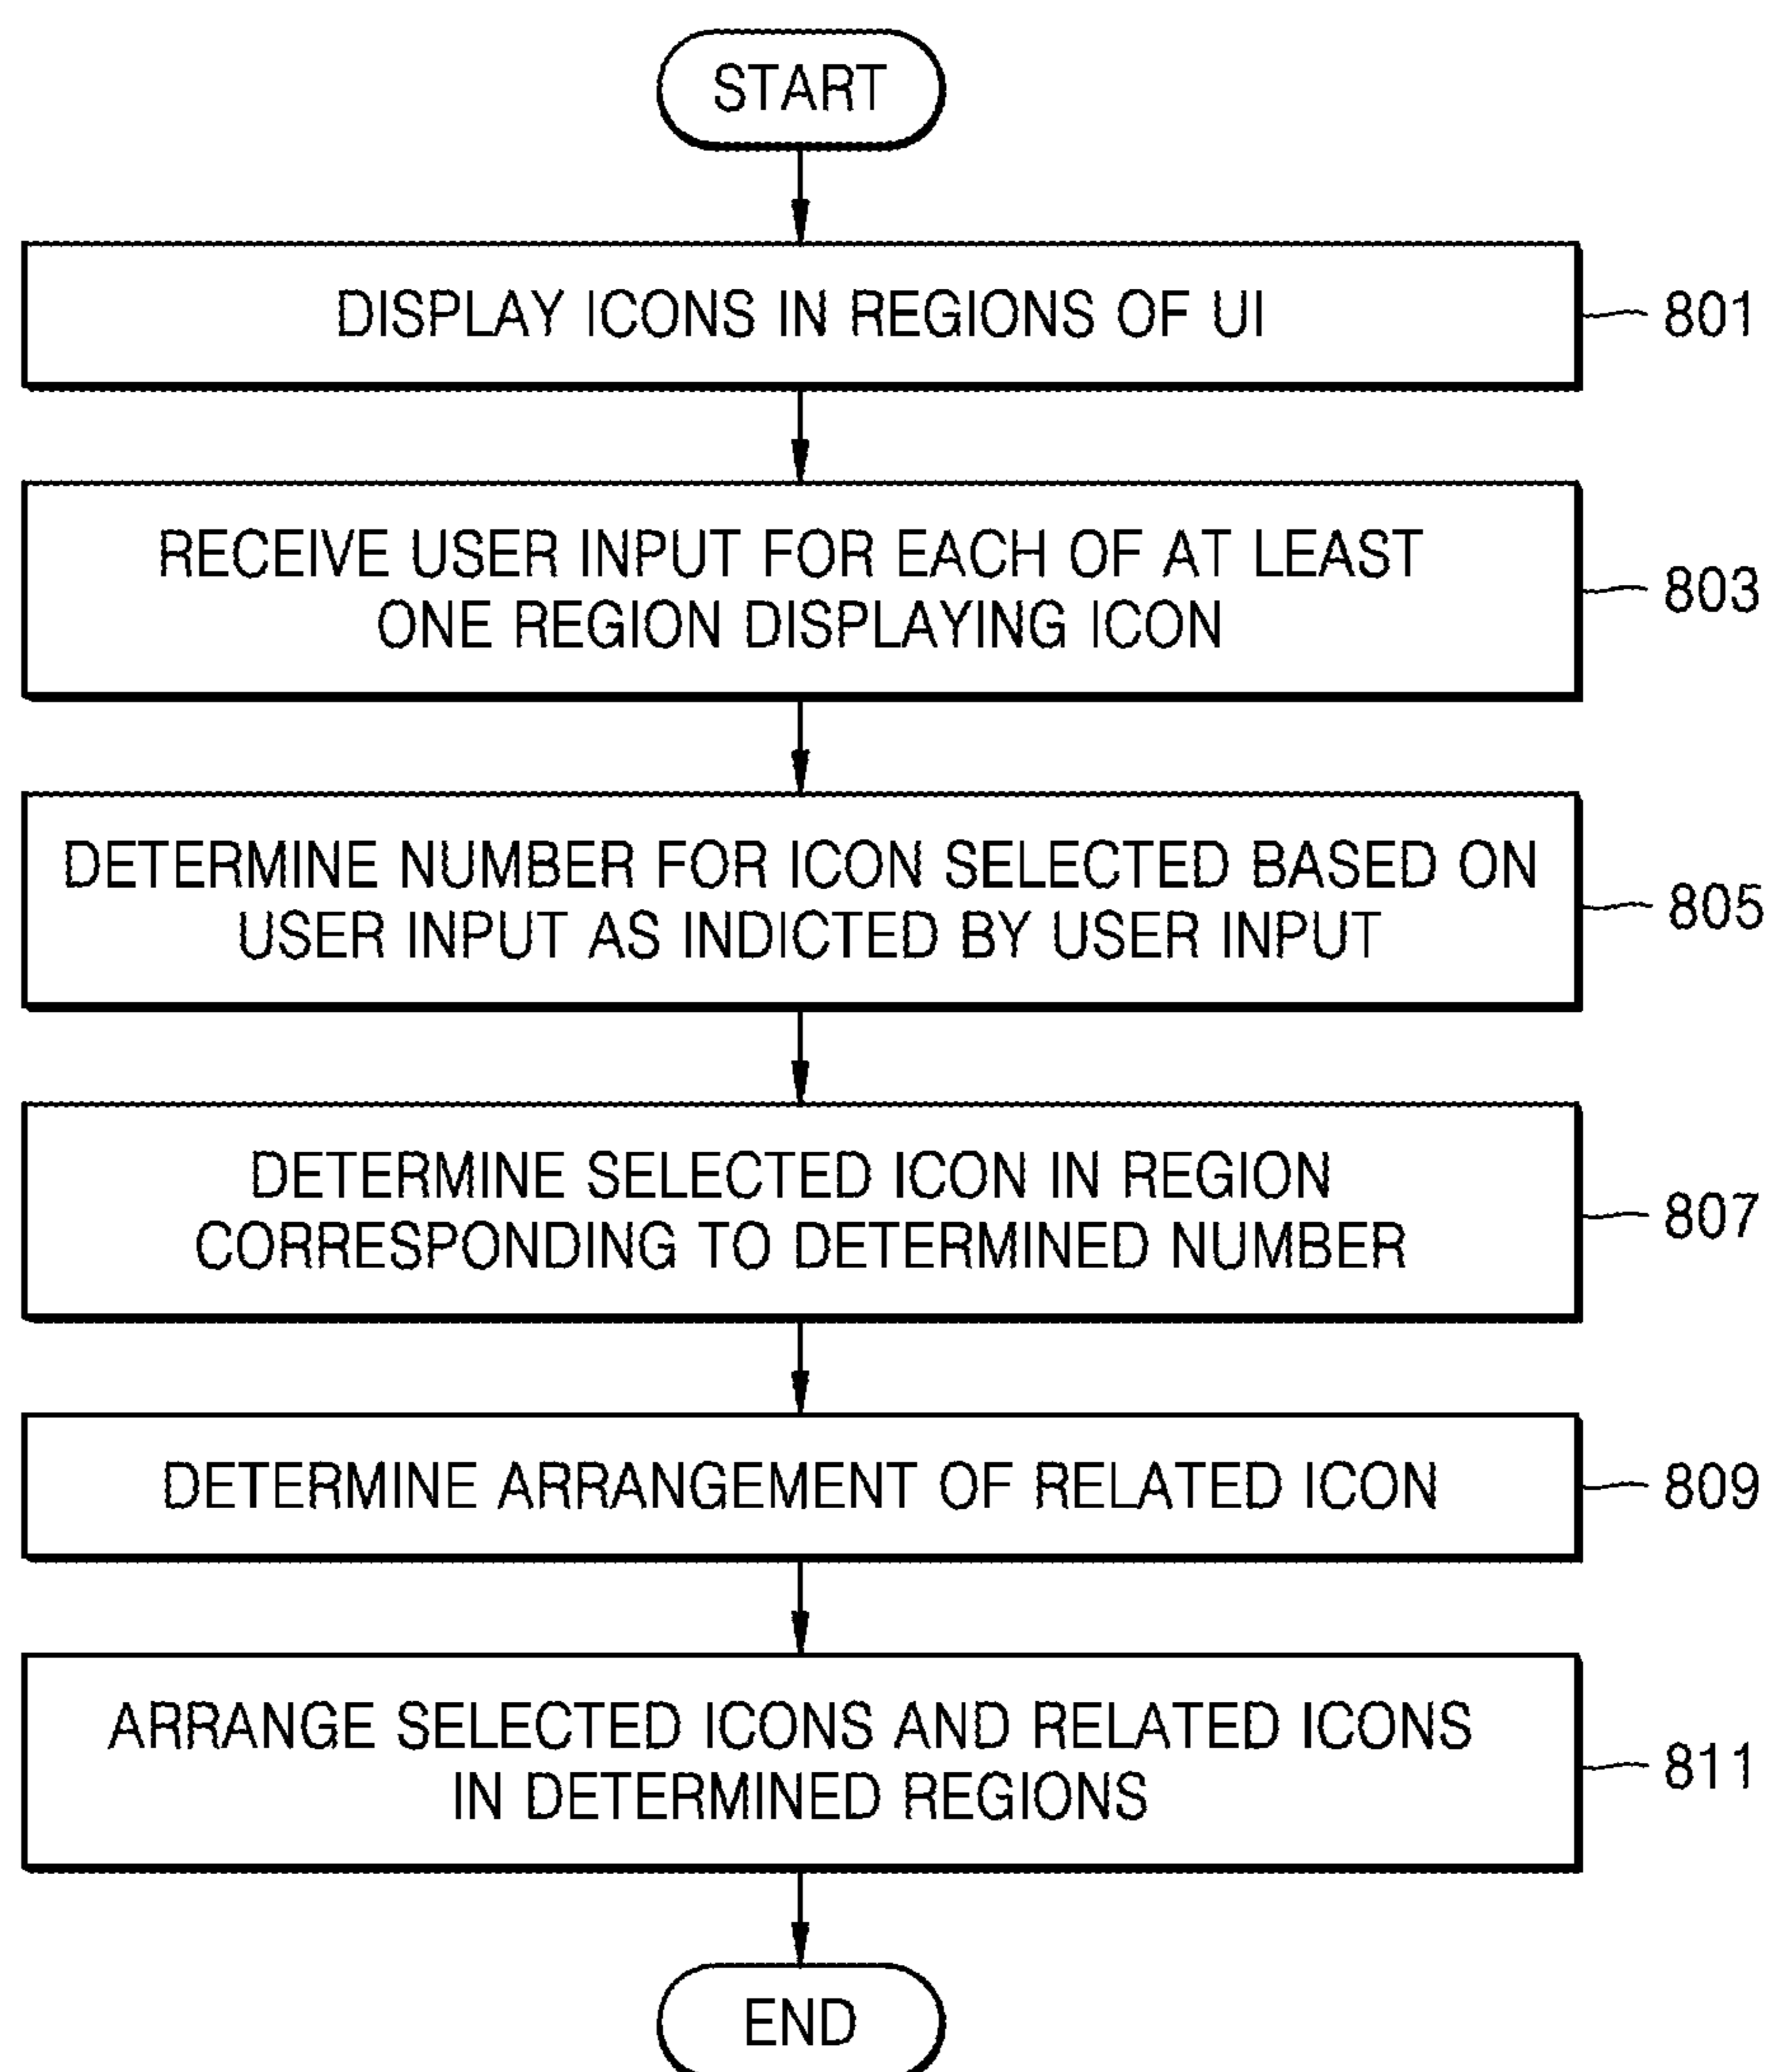 START
DISPLAY ICONS IN REGIONS OF UI
801
RECEIVE USER INPUT FOR EACH OF AT LEAST
ONE REGION DISPLAYING ICON
803
DETERMINE NUMBER FOR ICON SELECTED BASED ON
USER INPUT AS INDICTED BY USER INPUT
805
DETERMINE SELECTED ICON IN REGION
CORRESPONDING TO DETERMINED NUMBER
807
DETERMINE ARRANGEMENT OF RELATED ICON
809
ARRANGE SELECTED ICONS AND RELATED ICONS
IN DETERMINED REGIONS
811
END